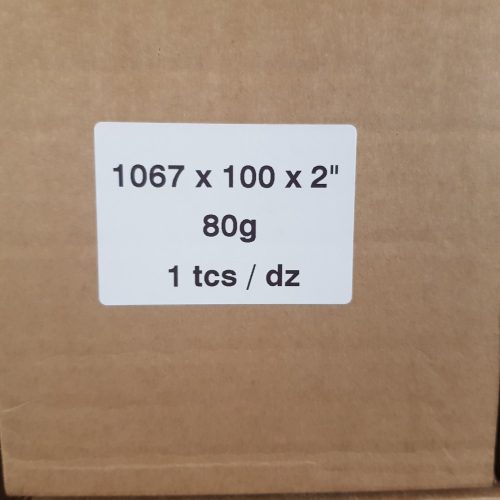 1067 x 100 x 2"
80g
1 tcs / dz